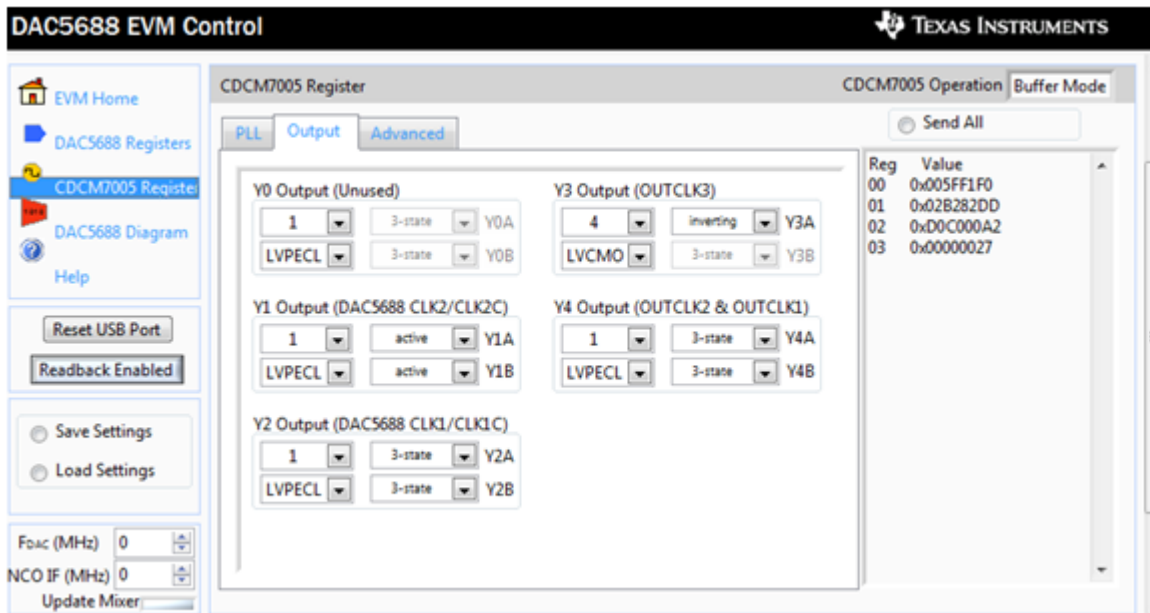 DAC5688 EVM Control
TEXAS INSTRUMENTS
EVM Home
DAC5688 Registers
CDCM7005 Registe
DAC5688 Diagram
Help
Reset USB Port
Readback Enabled
Save Settings
Load Settings
FDAC (MHz) 0
NCO IF (MHz) 0
Update Mixer
CDCM7005 Register
CDCM7005 Operation Buffer Mode
PLL Output Advanced
Send All
Y0 Output (Unused)
1 3-state Y0A
LVPECL 3-state Y0B
Y1 Output (DAC5688 CLK2/CLK2C)
1 active Y1A
LVPECL active Y1B
Y2 Output (DAC5688 CLK1/CLK1C)
1 3-state Y2A
LVPECL 3-state Y2B
Y3 Output (OUTCLK3)
4 inverting Y3A
LVCMO 3-state Y3B
Y4 Output (OUTCLK2 & OUTCLK1)
1 3-state Y4A
LVPECL 3-state Y4B
Reg Value
00 0x005FF1F0
01 0x02B282DD
02 0xD0C000A2
03 0x00000027